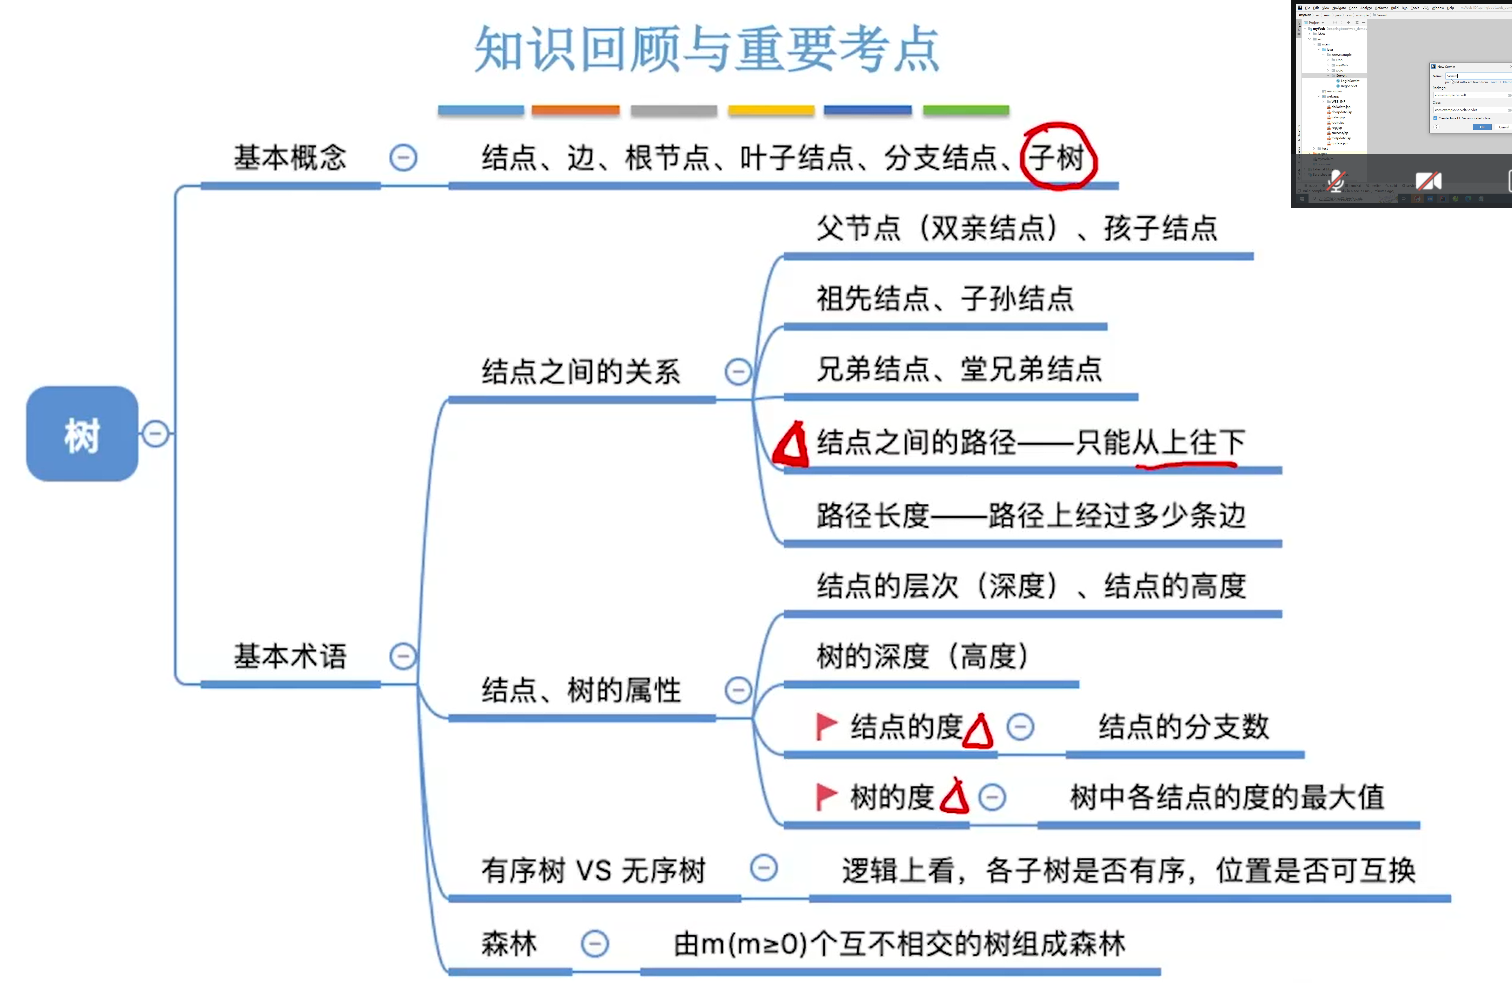 知识回顾与重要考点
基本概念
结点、边、根节点、叶子结点、分支结点、子树
父节点（双亲结点）、孩子结点
祖先结点、子孙结点
结点之间的关系
兄弟结点、堂兄弟结点
结点之间的路径——只能从上往下
路径长度——路径上经过多少条边
树
结点的层次（深度）、结点的高度
基本术语
树的深度（高度）
结点、树的属性
结点的度
结点的分支数
树的度
树中各结点的度的最大值
有序树 VS 无序树
逻辑上看，各子树是否有序，位置是否可互换
森林
由m(m≥0)个互不相交的树组成森林